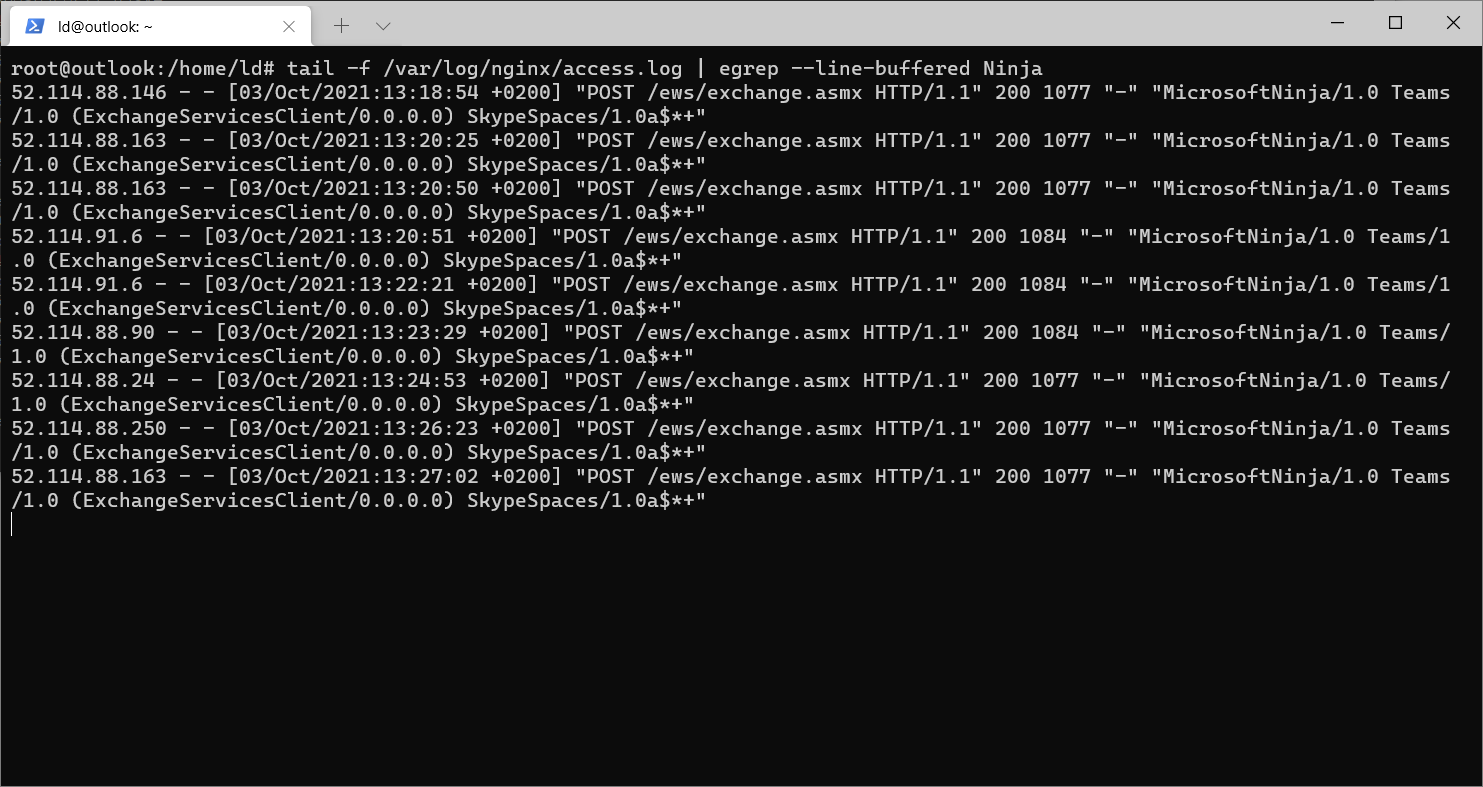 ld@outlook: ~
root@outlook:/home/ld# tail -f /var/log/nginx/access.log | egrep --line-buffered Ninja
52.114.88.146 - - [03/Oct/2021:13:18:54 +0200] "POST /ews/exchange.asmx HTTP/1.1" 200 1077 "-" "MicrosoftNinja/1.0 Teams
/1.0 (ExchangeServicesClient/0.0.0.0) SkypeSpaces/1.0a$*+"
52.114.88.163 - - [03/Oct/2021:13:20:25 +0200] "POST /ews/exchange.asmx HTTP/1.1" 200 1077 "-" "MicrosoftNinja/1.0 Teams
/1.0 (ExchangeServicesClient/0.0.0.0) SkypeSpaces/1.0a$*+"
52.114.88.163 - - [03/Oct/2021:13:20:50 +0200] "POST /ews/exchange.asmx HTTP/1.1" 200 1077 "-" "MicrosoftNinja/1.0 Teams
/1.0 (ExchangeServicesClient/0.0.0.0) SkypeSpaces/1.0a$*+"
52.114.91.6 - - [03/Oct/2021:13:20:51 +0200] "POST /ews/exchange.asmx HTTP/1.1" 200 1084 "-" "MicrosoftNinja/1.0 Teams/1
.0 (ExchangeServicesClient/0.0.0.0) SkypeSpaces/1.0a$*+"
52.114.91.6 - - [03/Oct/2021:13:22:21 +0200] "POST /ews/exchange.asmx HTTP/1.1" 200 1084 "-" "MicrosoftNinja/1.0 Teams/1
.0 (ExchangeServicesClient/0.0.0.0) SkypeSpaces/1.0a$*+"
52.114.88.90 - - [03/Oct/2021:13:23:29 +0200] "POST /ews/exchange.asmx HTTP/1.1" 200 1084 "-" "MicrosoftNinja/1.0 Teams/
1.0 (ExchangeServicesClient/0.0.0.0) SkypeSpaces/1.0a$*+"
52.114.88.24 - - [03/Oct/2021:13:24:53 +0200] "POST /ews/exchange.asmx HTTP/1.1" 200 1077 "-" "MicrosoftNinja/1.0 Teams/
1.0 (ExchangeServicesClient/0.0.0.0) SkypeSpaces/1.0a$*+"
52.114.88.250 - - [03/Oct/2021:13:26:23 +0200] "POST /ews/exchange.asmx HTTP/1.1" 200 1077 "-" "MicrosoftNinja/1.0 Teams
/1.0 (ExchangeServicesClient/0.0.0.0) SkypeSpaces/1.0a$*+"
52.114.88.163 - - [03/Oct/2021:13:27:02 +0200] "POST /ews/exchange.asmx HTTP/1.1" 200 1077 "-" "MicrosoftNinja/1.0 Teams
/1.0 (ExchangeServicesClient/0.0.0.0) SkypeSpaces/1.0a$*+"